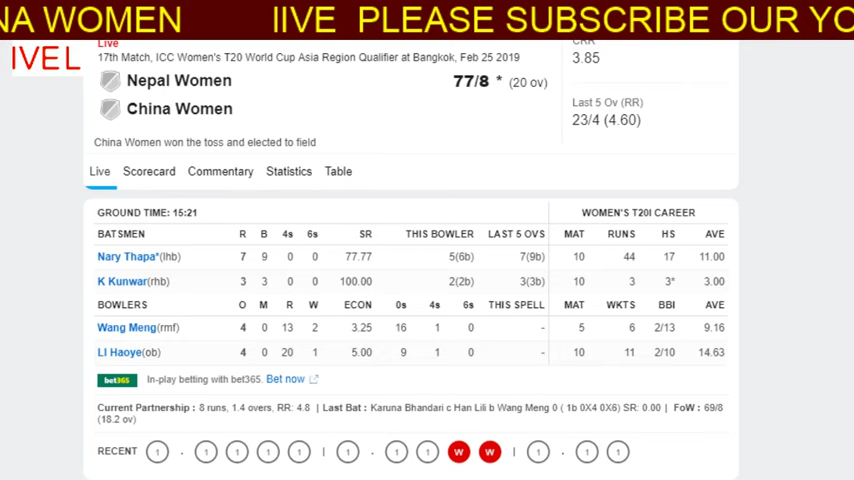 NA WOMEN IIVE PLEASE SUBSCRIBE OUR YO
IVEL
Live
CRR
17th Match, ICC Women's T20 World Cup Asia Region Qualifier at Bangkok, Feb 25 2019
3.85
Nepal Women 77/8 * (20 ov)
China Women
Last 5 Ov (RR)
23/4 (4.60)
China Women won the toss and elected to field
Live Scorecard Commentary Statistics Table
GROUND TIME: 15:21 WOMEN'S T20I CAREER
BATSMEN R B 4s 6s SR THIS BOWLER LAST 5 OVS MAT RUNS HS AVE
Nary Thapa*(lhb) 7 9 0 0 77.77 5(6b) 7(9b) 10 44 17 11.00
K Kunwar(rhb) 3 3 0 0 100.00 2(2b) 3(3b) 10 3 3* 3.00
BOWLERS O M R W ECON 0s 4s 6s THIS SPELL MAT WKTS BBI AVE
Wang Meng(rmf) 4 0 13 2 3.25 16 1 0 - 5 6 2/13 9.16
LI Haoye(ob) 4 0 20 1 5.00 9 1 0 - 10 11 2/10 14.63
bet365 In-play betting with bet365. Bet now
Current Partnership : 8 runs, 1.4 overs, RR: 4.8 | Last Bat : Karuna Bhandari c Han Lili b Wang Meng 0 ( 1b 0X4 0X6) SR: 0.00 | FoW : 69/8
(18.2 ov)
RECENT 1 . 1 1 1 1 | 1 . 1 1 W W | 1 . 1 1